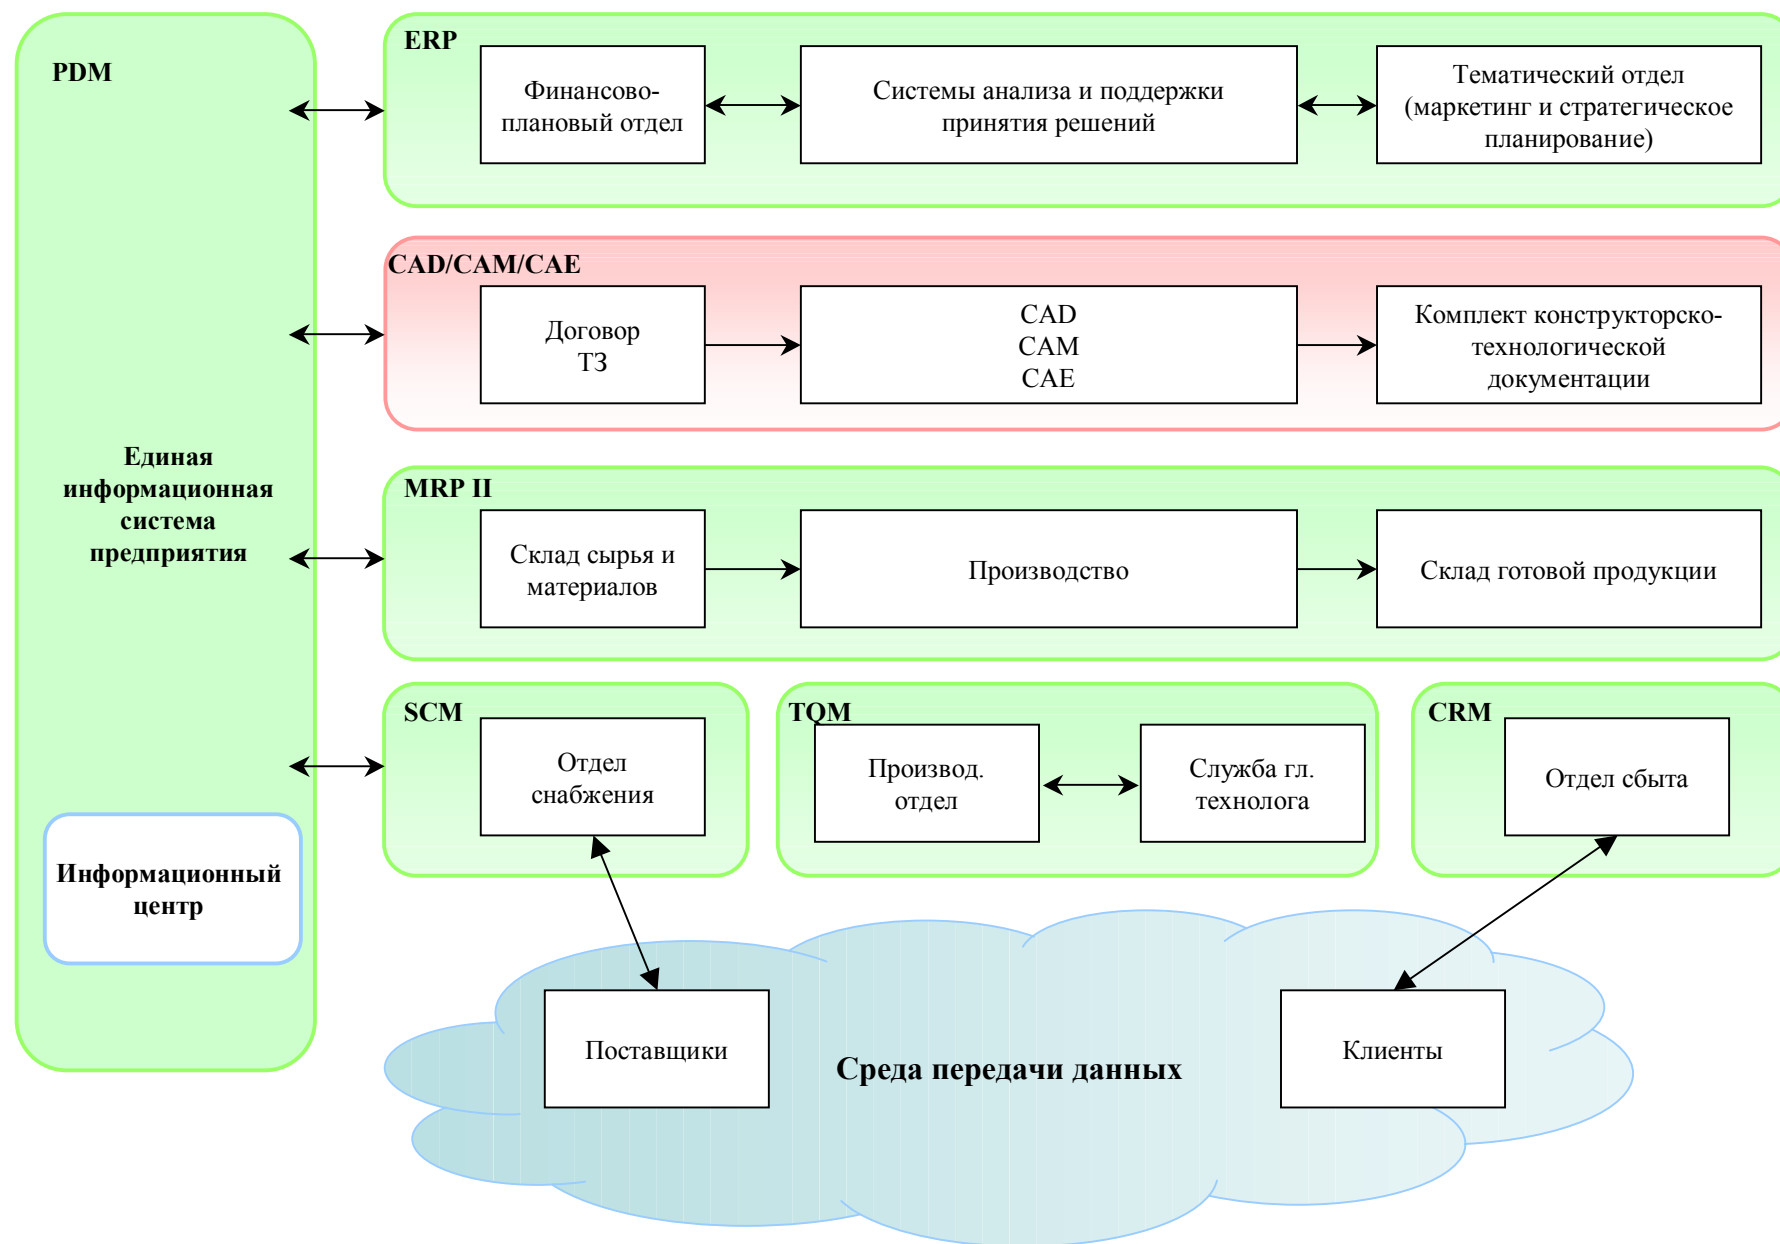 PDM
Единая
информационная
система
предприятия
Информационный
центр
ERP
Финансово-
плановый отдел
Системы анализа и поддержки
принятия решений
Тематический отдел
(маркетинг и стратегическое
планирование)
CAD/CAM/CAE
Договор
ТЗ
CAD
CAM
CAE
Комплект конструкторско-
технологической
документации
MRP II
Склад сырья и
материалов
Производство
Склад готовой продукции
SCM
Отдел
снабжения
TQM
Производ.
отдел
Служба гл.
технолога
CRM
Отдел сбыта
Поставщики
Среда передачи данных
Клиенты